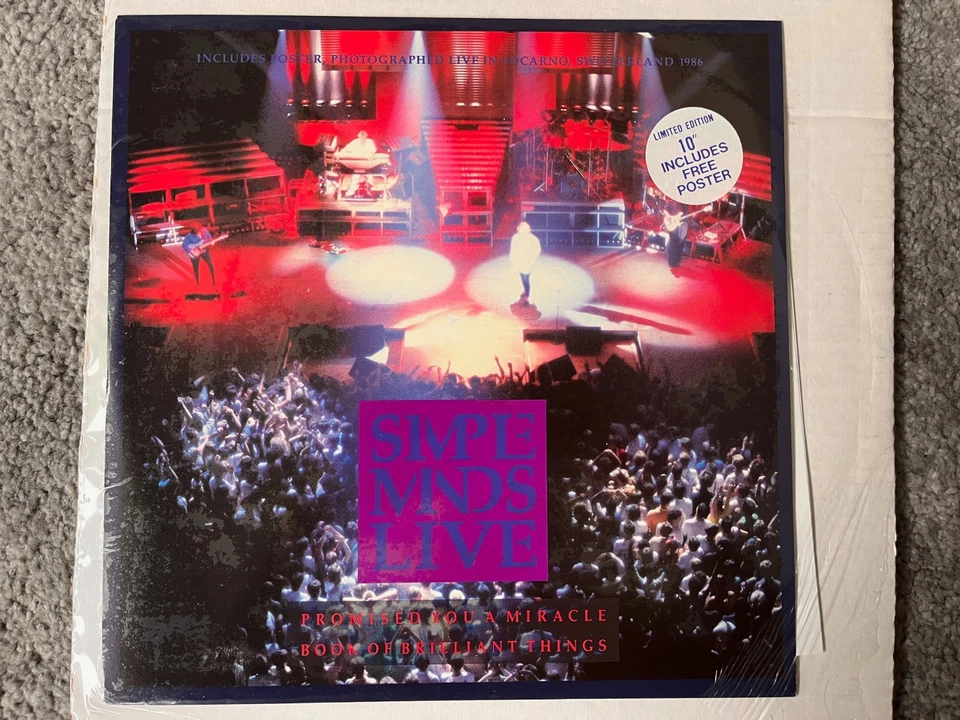 INCLUDES POSTER, PHOTOGRAPHED LIVE IN LOCARNO, SWITZERLAND 1986
LIMITED EDITION
10"
INCLUDES
FREE
POSTER
SIMPLE
MINDS
LIVE
PROMISED YOU A MIRACLE
BOOK OF BRILLIANT THINGS